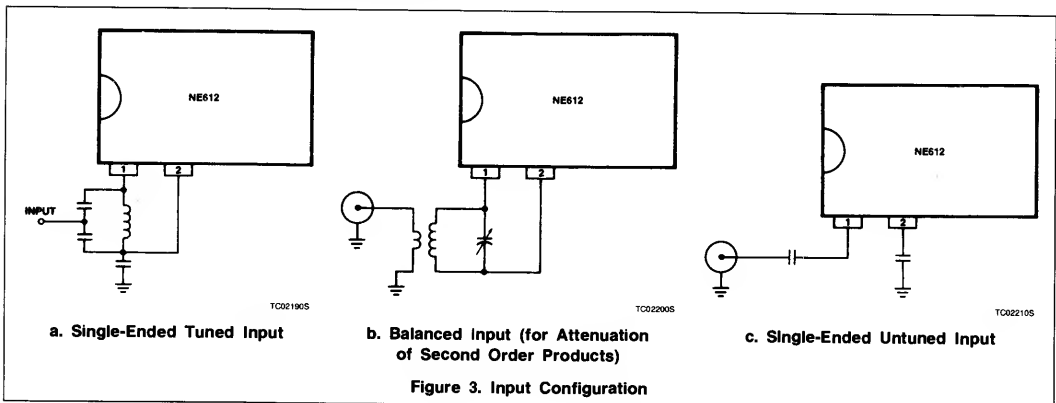 NE612
1
2
INPUT
TC02190S
a. Single-Ended Tuned Input
NE612
1
2
TC02200S
b. Balanced Input (for Attenuation
of Second Order Products)
NE612
1
2
TC02210S
c. Single-Ended Untuned Input
Figure 3. Input Configuration